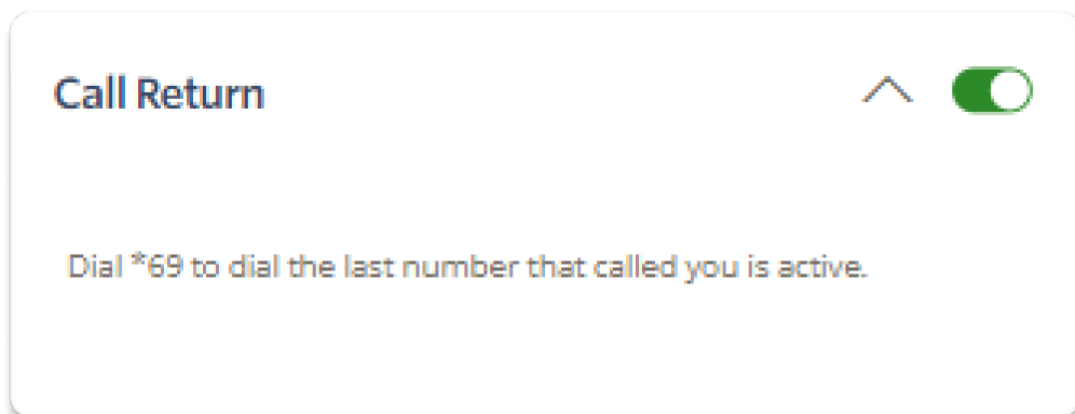 Call Return
Dial *69 to dial the last number that called you is active.